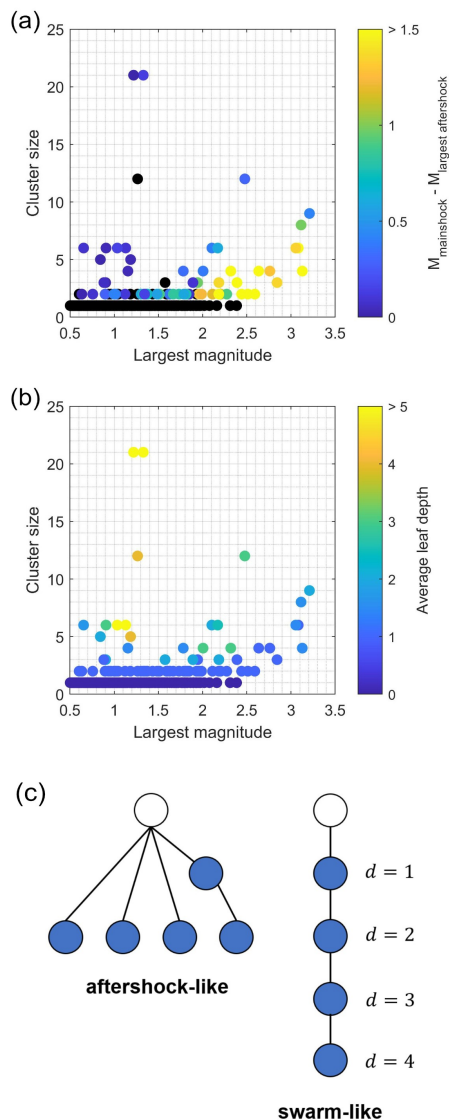 (a)
25
20
15
10
5
0
Cluster size
0.5 1 1.5 2 2.5 3 3.5
Largest magnitude
> 1.5
1
0.5
0
M_mainshock - M_largest aftershock
(b)
25
20
15
10
5
0
Cluster size
0.5 1 1.5 2 2.5 3 3.5
Largest magnitude
> 5
4
3
2
1
0
Average leaf depth
(c)
d = 1
d = 2
d = 3
d = 4
aftershock-like
swarm-like